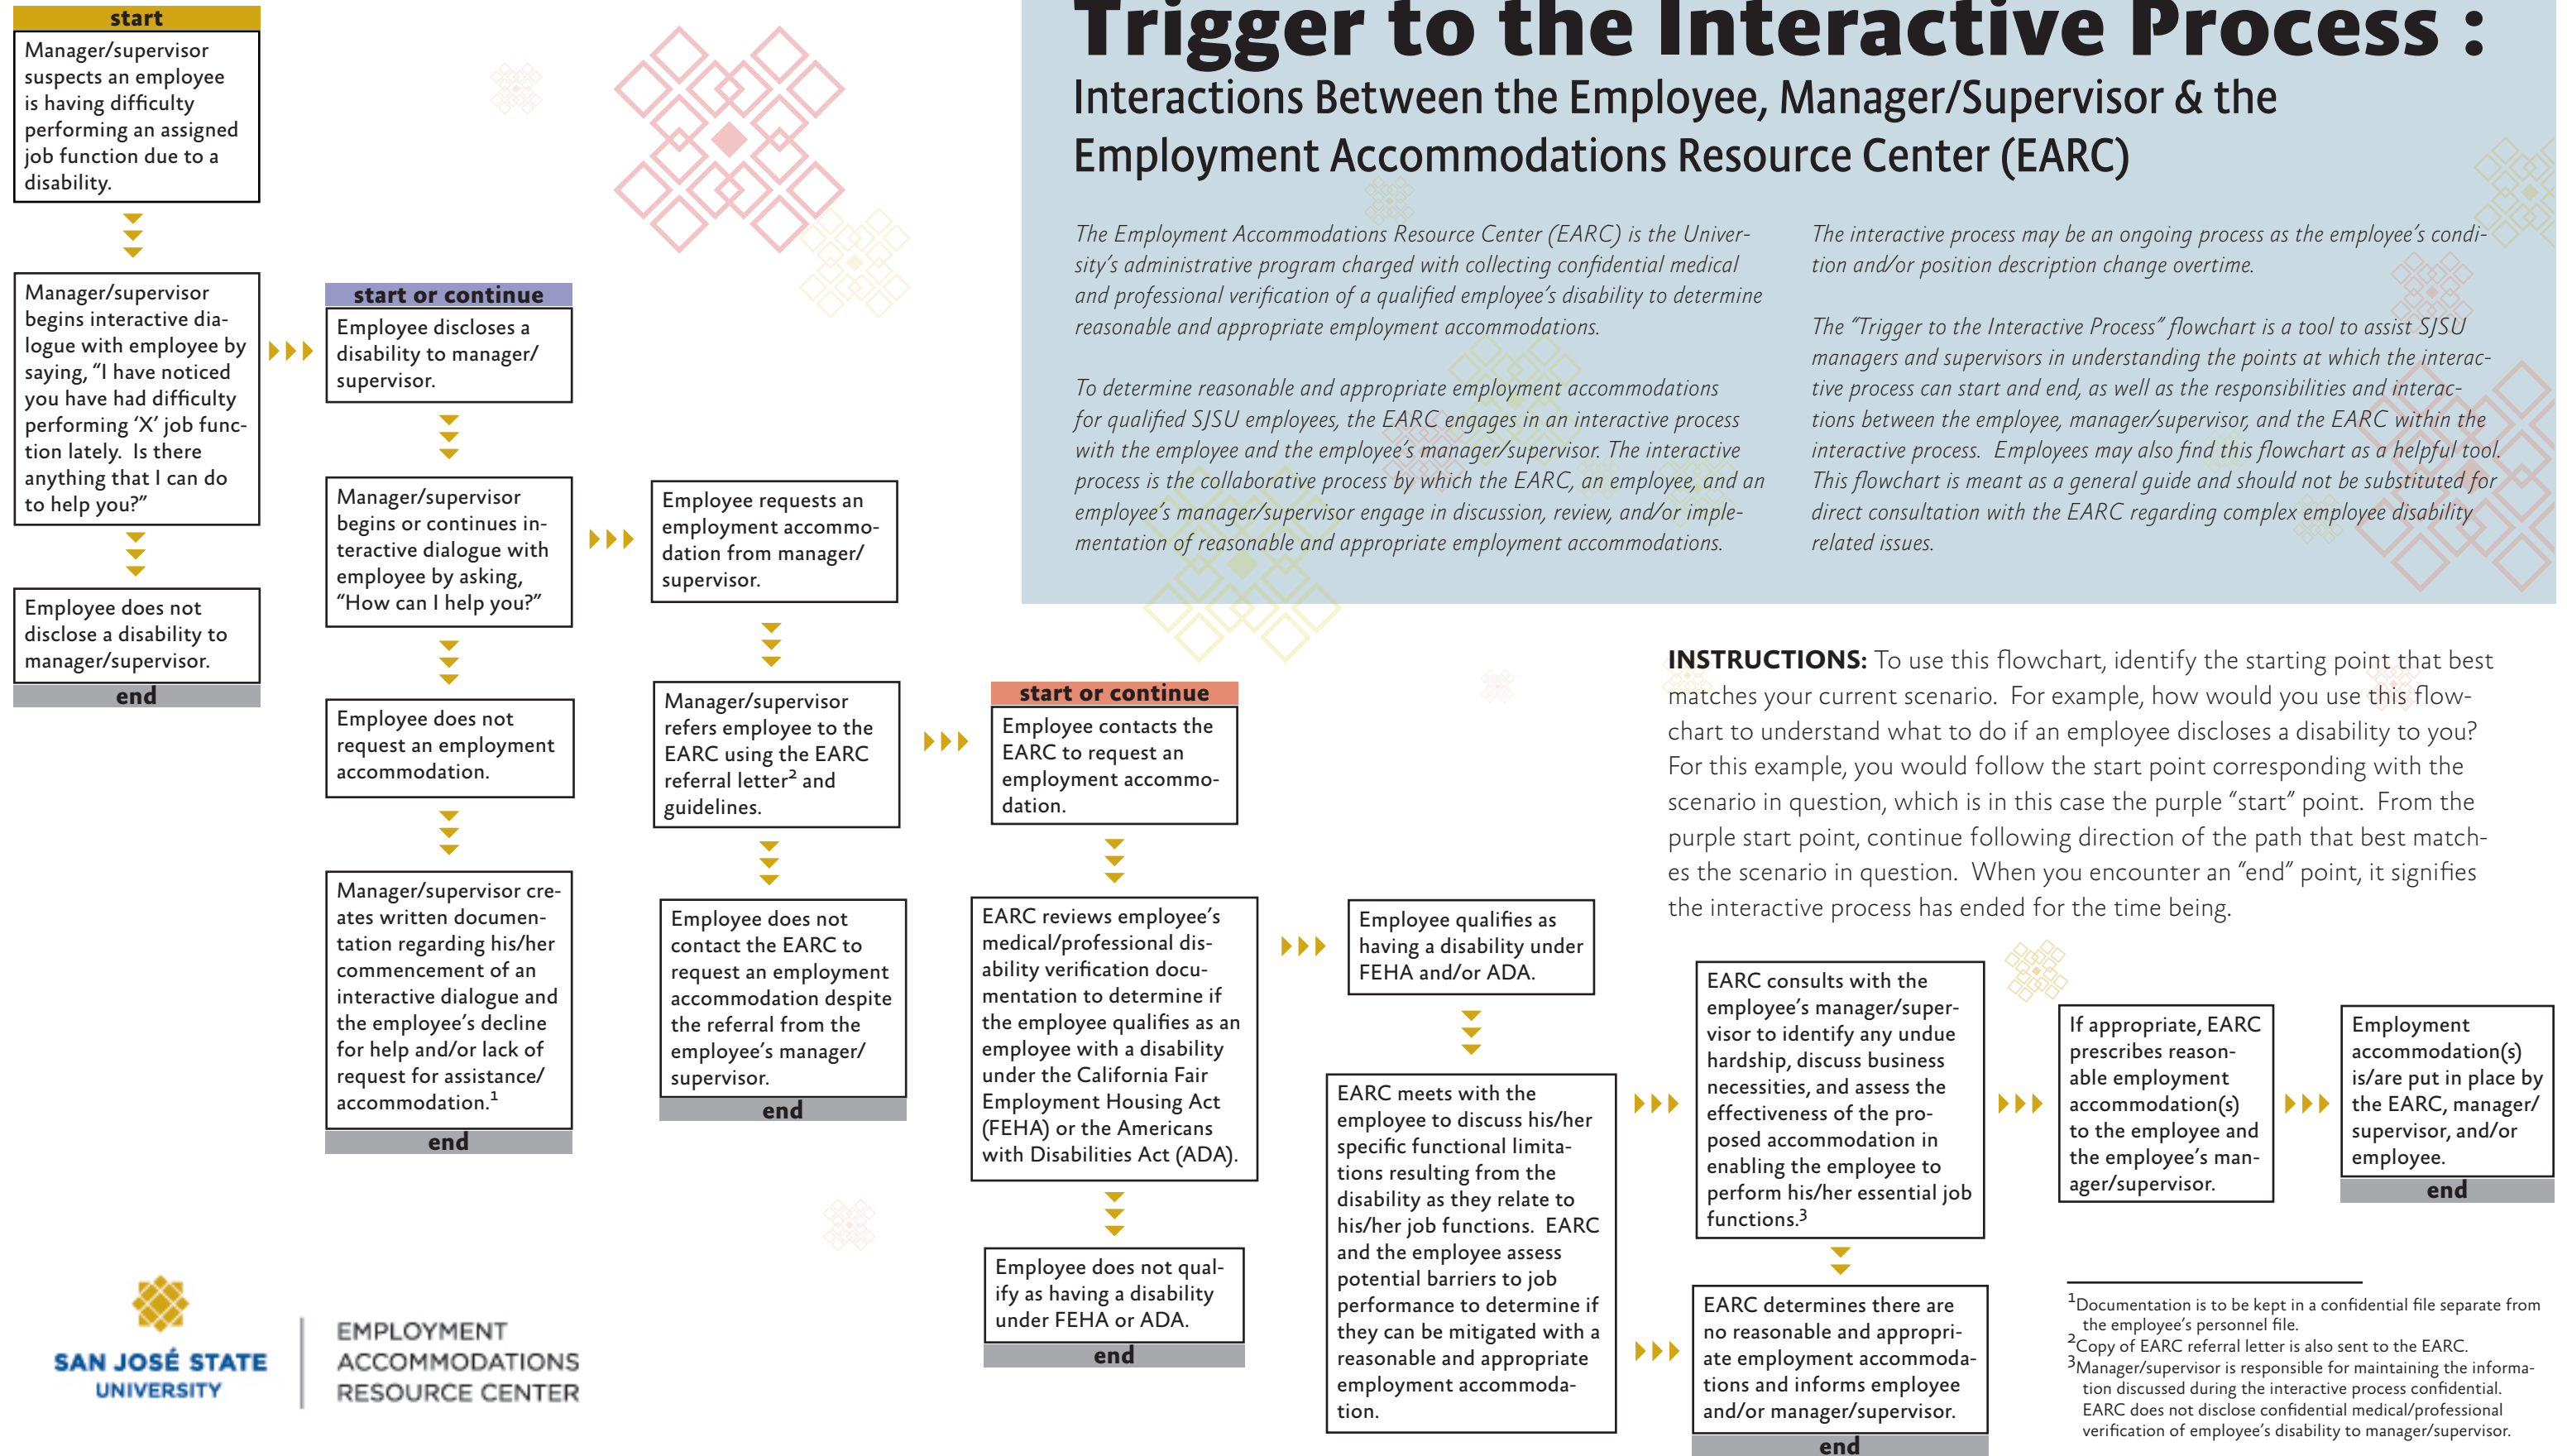 Trigger to the Interactive Process :
Interactions Between the Employee, Manager/Supervisor & the
Employment Accommodations Resource Center (EARC)
The Employment Accommodations Resource Center (EARC) is the Univer-
sity's administrative program charged with collecting confidential medical
and professional verification of a qualified employee's disability to determine
reasonable and appropriate employment accommodations.
To determine reasonable and appropriate employment accommodations
for qualified SJSU employees, the EARC engages in an interactive process
with the employee and the employee's manager/supervisor. The interactive
process is the collaborative process by which the EARC, an employee, and an
employee's manager/supervisor engage in discussion, review, and/or imple-
mentation of reasonable and appropriate employment accommodations.
The interactive process may be an ongoing process as the employee's condi-
tion and/or position description change overtime.
The "Trigger to the Interactive Process" flowchart is a tool to assist SJSU
managers and supervisors in understanding the points at which the interac-
tive process can start and end, as well as the responsibilities and interac-
tions between the employee, manager/supervisor, and the EARC within the
interactive process.  Employees may also find this flowchart as a helpful tool.
This flowchart is meant as a general guide and should not be substituted for
direct consultation with the EARC regarding complex employee disability
related issues.
INSTRUCTIONS: To use this flowchart, identify the starting point that best
matches your current scenario.  For example, how would you use this flow-
chart to understand what to do if an employee discloses a disability to you?
For this example, you would follow the start point corresponding with the
scenario in question, which is in this case the purple "start" point.  From the
purple start point, continue following direction of the path that best match-
es the scenario in question.  When you encounter an "end" point, it signifies
the interactive process has ended for the time being.
start
Manager/supervisor
suspects an employee
is having difficulty
performing an assigned
job function due to a
disability.
Manager/supervisor
begins interactive dia-
logue with employee by
saying, "I have noticed
you have had difficulty
performing 'X' job func-
tion lately.  Is there
anything that I can do
to help you?"
Employee does not
disclose a disability to
manager/supervisor.
end
start or continue
Employee discloses a
disability to manager/
supervisor.
Manager/supervisor
begins or continues in-
teractive dialogue with
employee by asking,
"How can I help you?"
Employee does not
request an employment
accommodation.
Manager/supervisor cre-
ates written documen-
tation regarding his/her
commencement of an
interactive dialogue and
the employee's decline
for help and/or lack of
request for assistance/
accommodation.¹
end
Employee requests an
employment accommo-
dation from manager/
supervisor.
Manager/supervisor
refers employee to the
EARC using the EARC
referral letter² and
guidelines.
Employee does not
contact the EARC to
request an employment
accommodation despite
the referral from the
employee's manager/
supervisor.
end
start or continue
Employee contacts the
EARC to request an
employment accommo-
dation.
EARC reviews employee's
medical/professional dis-
ability verification docu-
mentation to determine if
the employee qualifies as an
employee with a disability
under the California Fair
Employment Housing Act
(FEHA) or the Americans
with Disabilities Act (ADA).
Employee does not qual-
ify as having a disability
under FEHA or ADA.
end
Employee qualifies as
having a disability under
FEHA and/or ADA.
EARC meets with the
employee to discuss his/her
specific functional limita-
tions resulting from the
disability as they relate to
his/her job functions.  EARC
and the employee assess
potential barriers to job
performance to determine if
they can be mitigated with a
reasonable and appropriate
employment accommoda-
tion.
EARC consults with the
employee's manager/super-
visor to identify any undue
hardship, discuss business
necessities, and assess the
effectiveness of the pro-
posed accommodation in
enabling the employee to
perform his/her essential job
functions.³
EARC determines there are
no reasonable and appropri-
ate employment accommoda-
tions and informs employee
and/or manager/supervisor.
end
If appropriate, EARC
prescribes reason-
able employment
accommodation(s)
to the employee and
the employee's man-
ager/supervisor.
Employment
accommodation(s)
is/are put in place by
the EARC, manager/
supervisor, and/or
employee.
end
¹Documentation is to be kept in a confidential file separate from
the employee's personnel file.
²Copy of EARC referral letter is also sent to the EARC.
³Manager/supervisor is responsible for maintaining the informa-
tion discussed during the interactive process confidential.
EARC does not disclose confidential medical/professional
verification of employee's disability to manager/supervisor.
SAN JOSÉ STATE
UNIVERSITY
EMPLOYMENT
ACCOMMODATIONS
RESOURCE CENTER